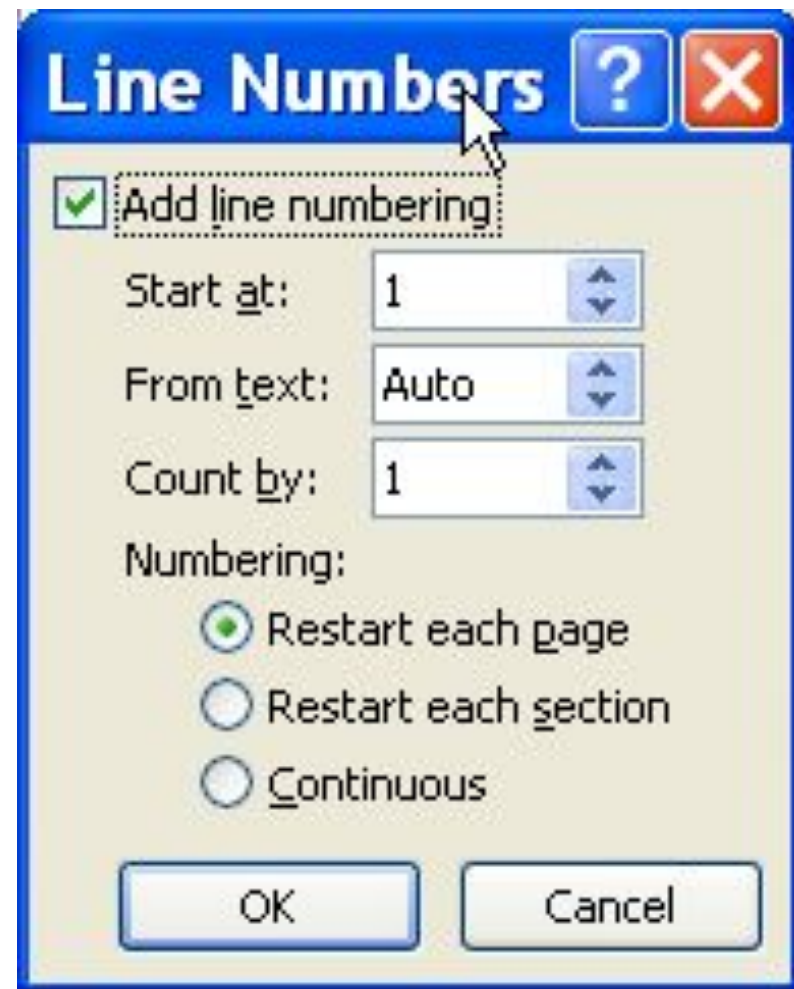 Line Numbers ?
Add line numbering
Start at: 1
From text: Auto
Count by: 1
Numbering:
Restart each page
Restart each section
Continuous
OK Cancel